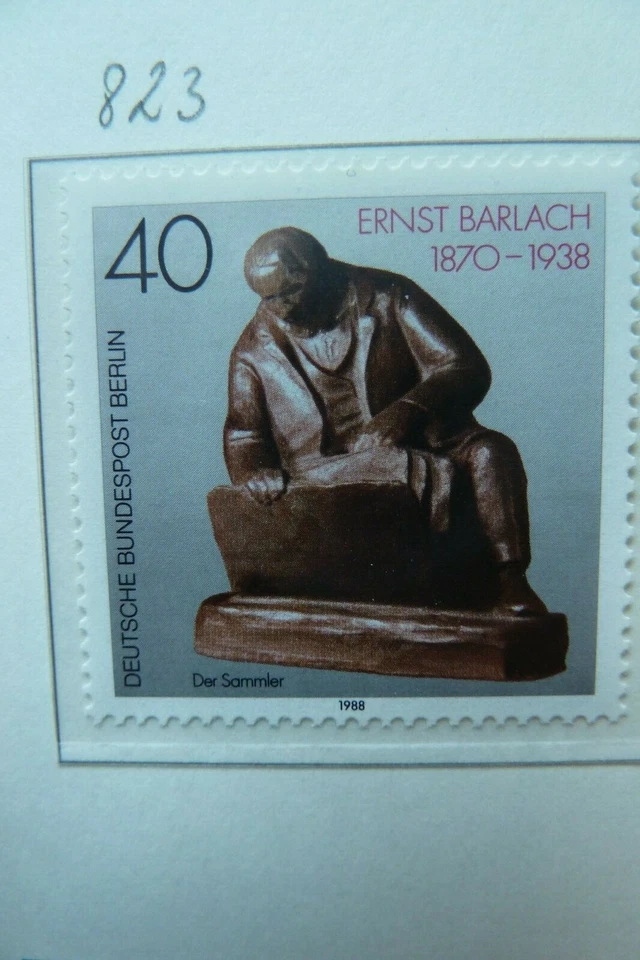 823
40
ERNST BARLACH
1870-1938
DEUTSCHE BUNDESPOST BERLIN
Der Sammler
1988